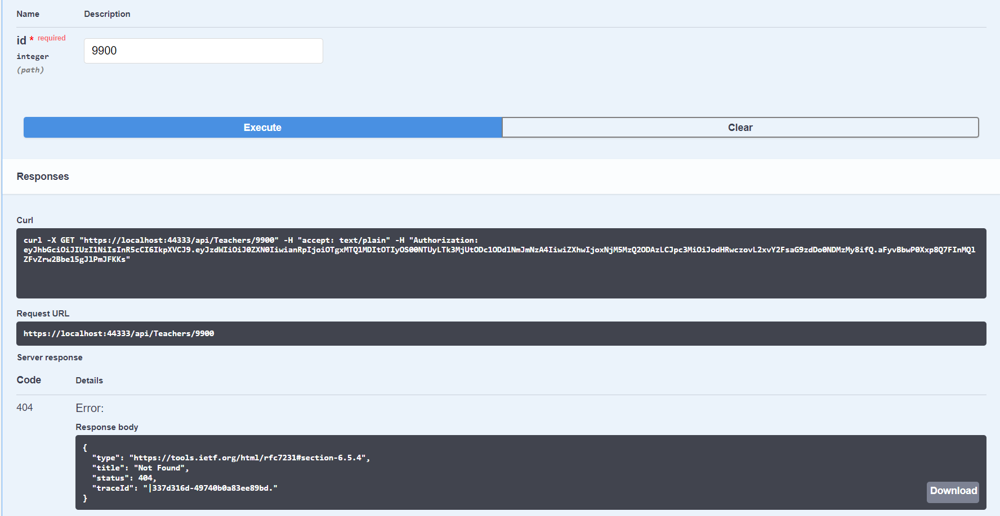 Name Description
id * required
9900
integer
(path)
Execute Clear
Responses
Curl
curl -X GET "https://localhost:44333/api/Teachers/9900" -H "accept: text/plain" -H "Authorization:
eyJhbGciOiJIUzI1NiIsInR5cCI6IkpXVCJ9.eyJzdWIiOiJ0ZXN0IiwianRpIjoiOTgxMTQ1MDItOTIyOS00NTUyLTk3MjUtODc1ODdlNmJmNzA4IiwiZXhwIjoxNjM5MzQ2ODAzLCJpc3MiOiJodHRwczovL2xvY2FsaG9zdDo0NDMzMy8ifQ.aFyvBbwP0Xxp8Q7FInMQl
ZFvZrw2Bbe15gJlPmJFKKs"
Request URL
https://localhost:44333/api/Teachers/9900
Server response
Code Details
404 Error:
Response body
{
"type": "https://tools.ietf.org/html/rfc7231#section-6.5.4",
"title": "Not Found",
"status": 404,
"traceId": "|337d316d-49740b0a83ee89bd."
}
Download